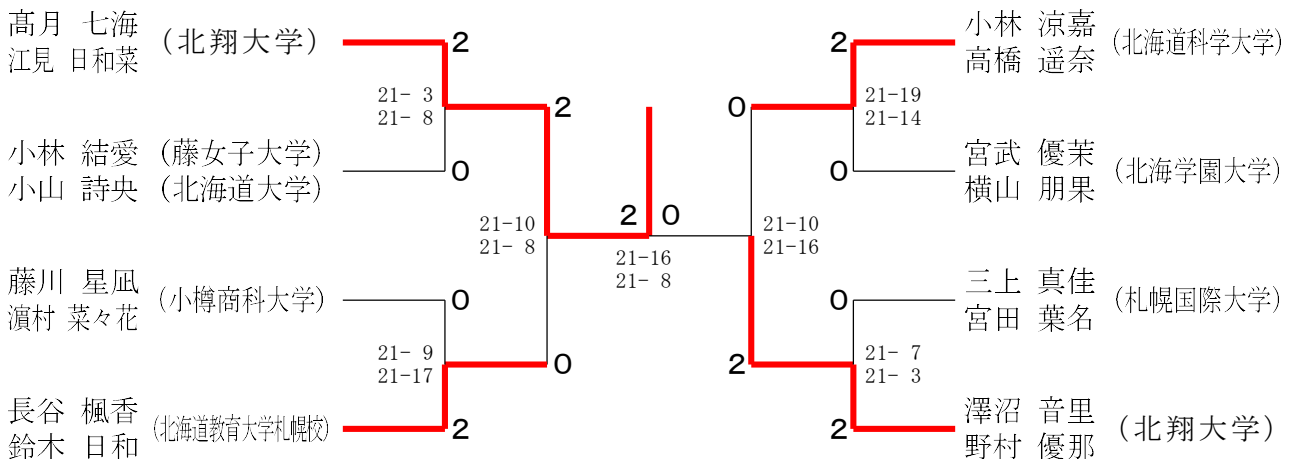 髙月 七海
江見 日和菜
(北翔大学)
2
21- 3
21- 8
2
小林 結愛 (藤女子大学)
小山 詩央 (北海道大学)
0
21-10
21- 8
藤川 星凪
濵村 菜々花
(小樽商科大学)
0
21- 9
21-17
0
長谷 楓香
鈴木 日和
(北海道教育大学札幌校)
2
2 0
21-16
21- 8
小林 涼嘉
高橋 遥奈
(北海道科学大学)
2
21-19
21-14
0
宮武 優茉
横山 朋果
(北海学園大学)
0
21-10
21-16
三上 真佳
宮田 葉名
(札幌国際大学)
0
21- 7
21- 3
2
澤沼 音里
野村 優那
(北翔大学)
2